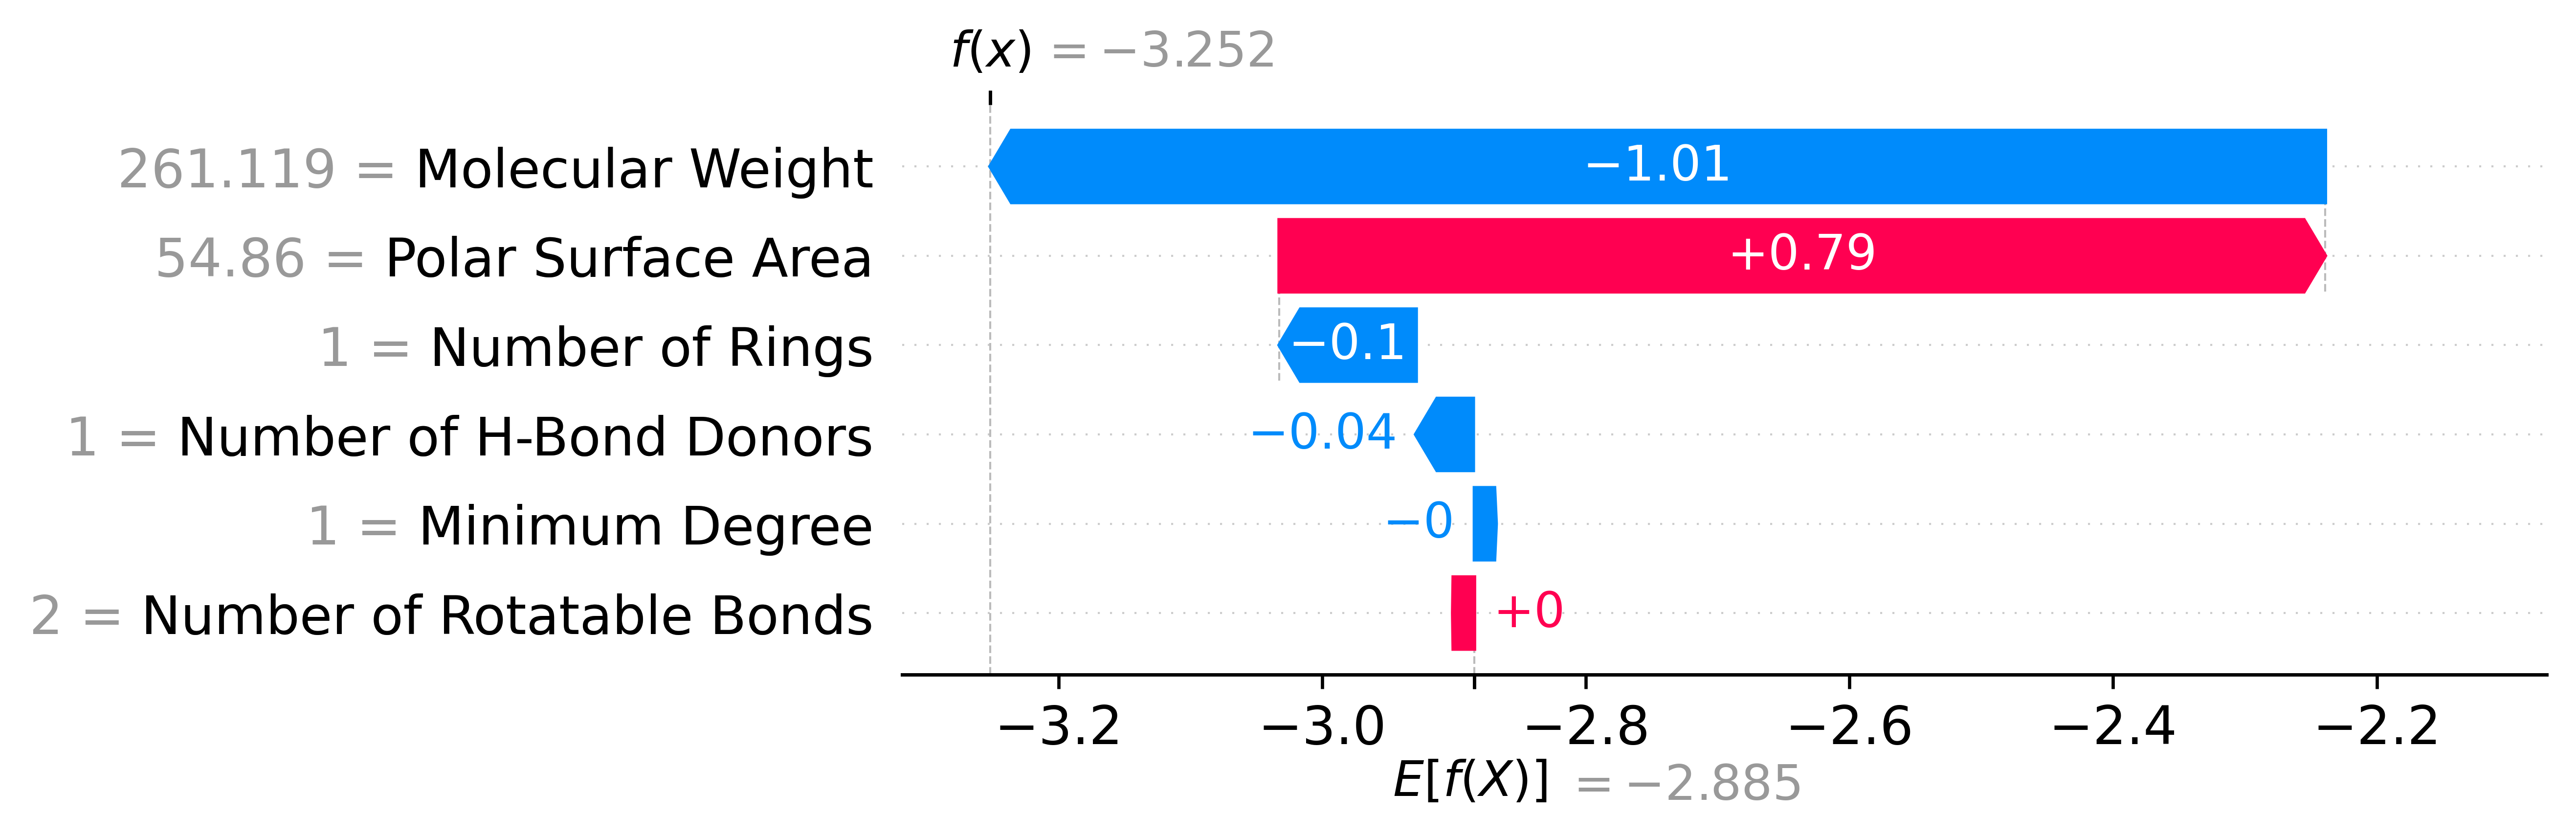 f(x) = −3.252
261.119 = Molecular Weight
−1.01
54.86 = Polar Surface Area
+0.79
1 = Number of Rings
−0.1
1 = Number of H-Bond Donors
−0.04
1 = Minimum Degree
−0
2 = Number of Rotatable Bonds
+0
−3.2 −3.0 −2.8 −2.6 −2.4 −2.2
E[f(X)] = −2.885